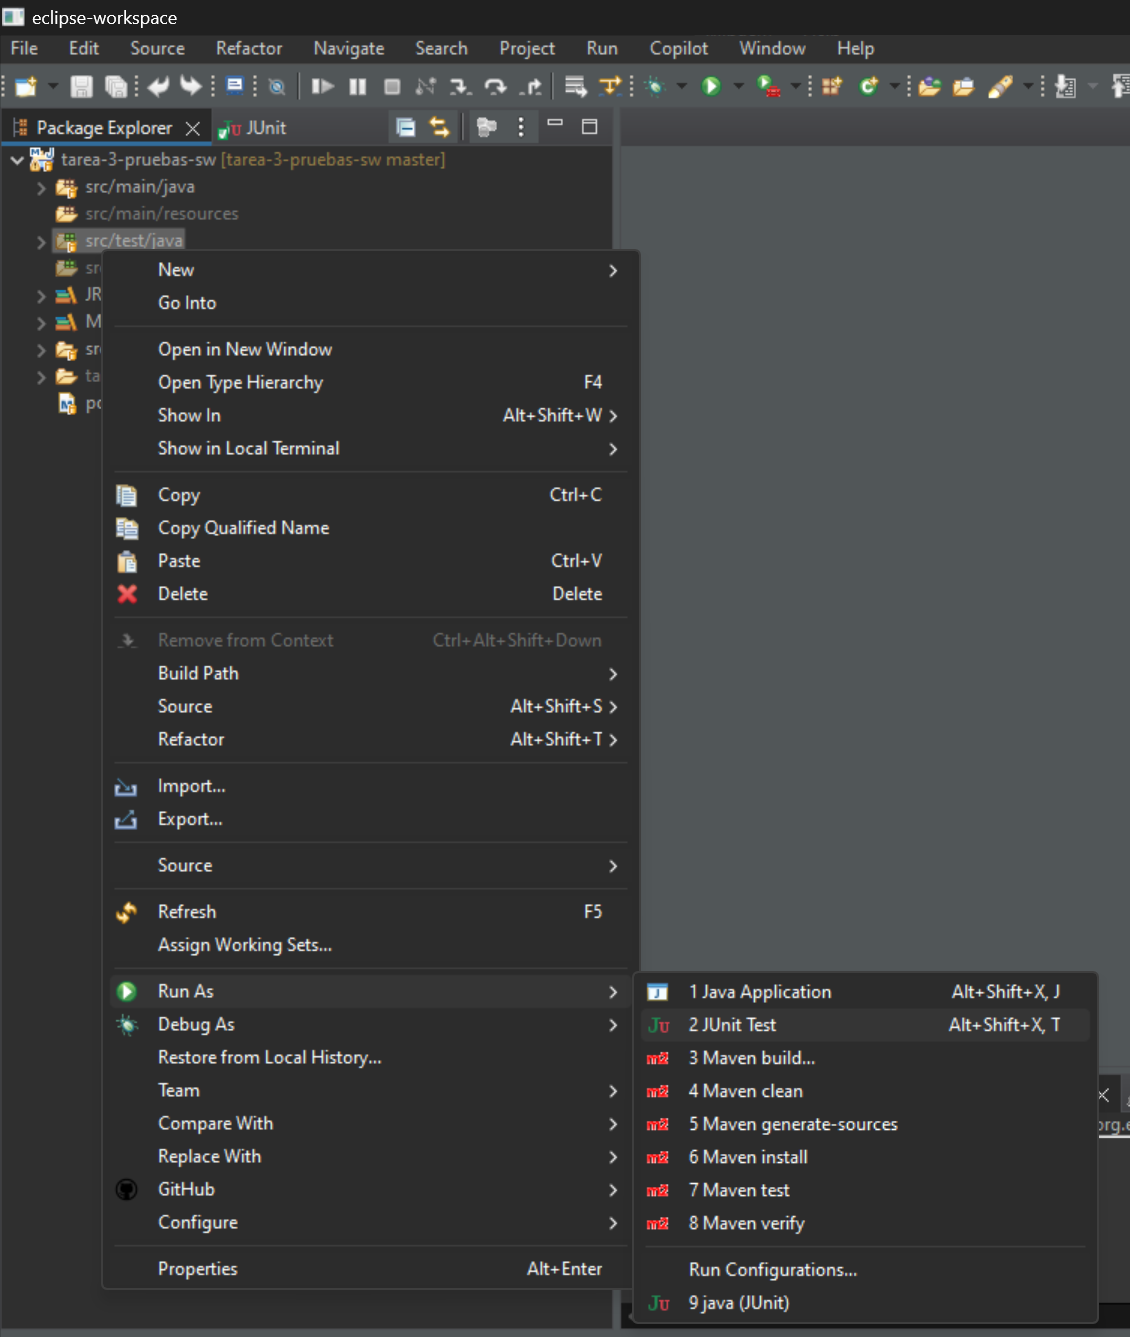 eclipse-workspace
File Edit Source Refactor Navigate Search Project Run Copilot Window Help
Package Explorer JUnit
tarea-3-pruebas-sw [tarea-3-pruebas-sw master]
src/main/java
src/main/resources
src/test/java
New
Go Into
Open in New Window
Open Type Hierarchy F4
Show In Alt+Shift+W
Show in Local Terminal
Copy Ctrl+C
Copy Qualified Name
Paste Ctrl+V
Delete Delete
Remove from Context Ctrl+Alt+Shift+Down
Build Path
Source Alt+Shift+S
Refactor Alt+Shift+T
Import...
Export...
Source
Refresh F5
Assign Working Sets...
Run As
Debug As
Restore from Local History...
Team
Compare With
Replace With
GitHub
Configure
Properties Alt+Enter
1 Java Application Alt+Shift+X, J
2 JUnit Test Alt+Shift+X, T
3 Maven build...
4 Maven clean
5 Maven generate-sources
6 Maven install
7 Maven test
8 Maven verify
Run Configurations...
9 java (JUnit)